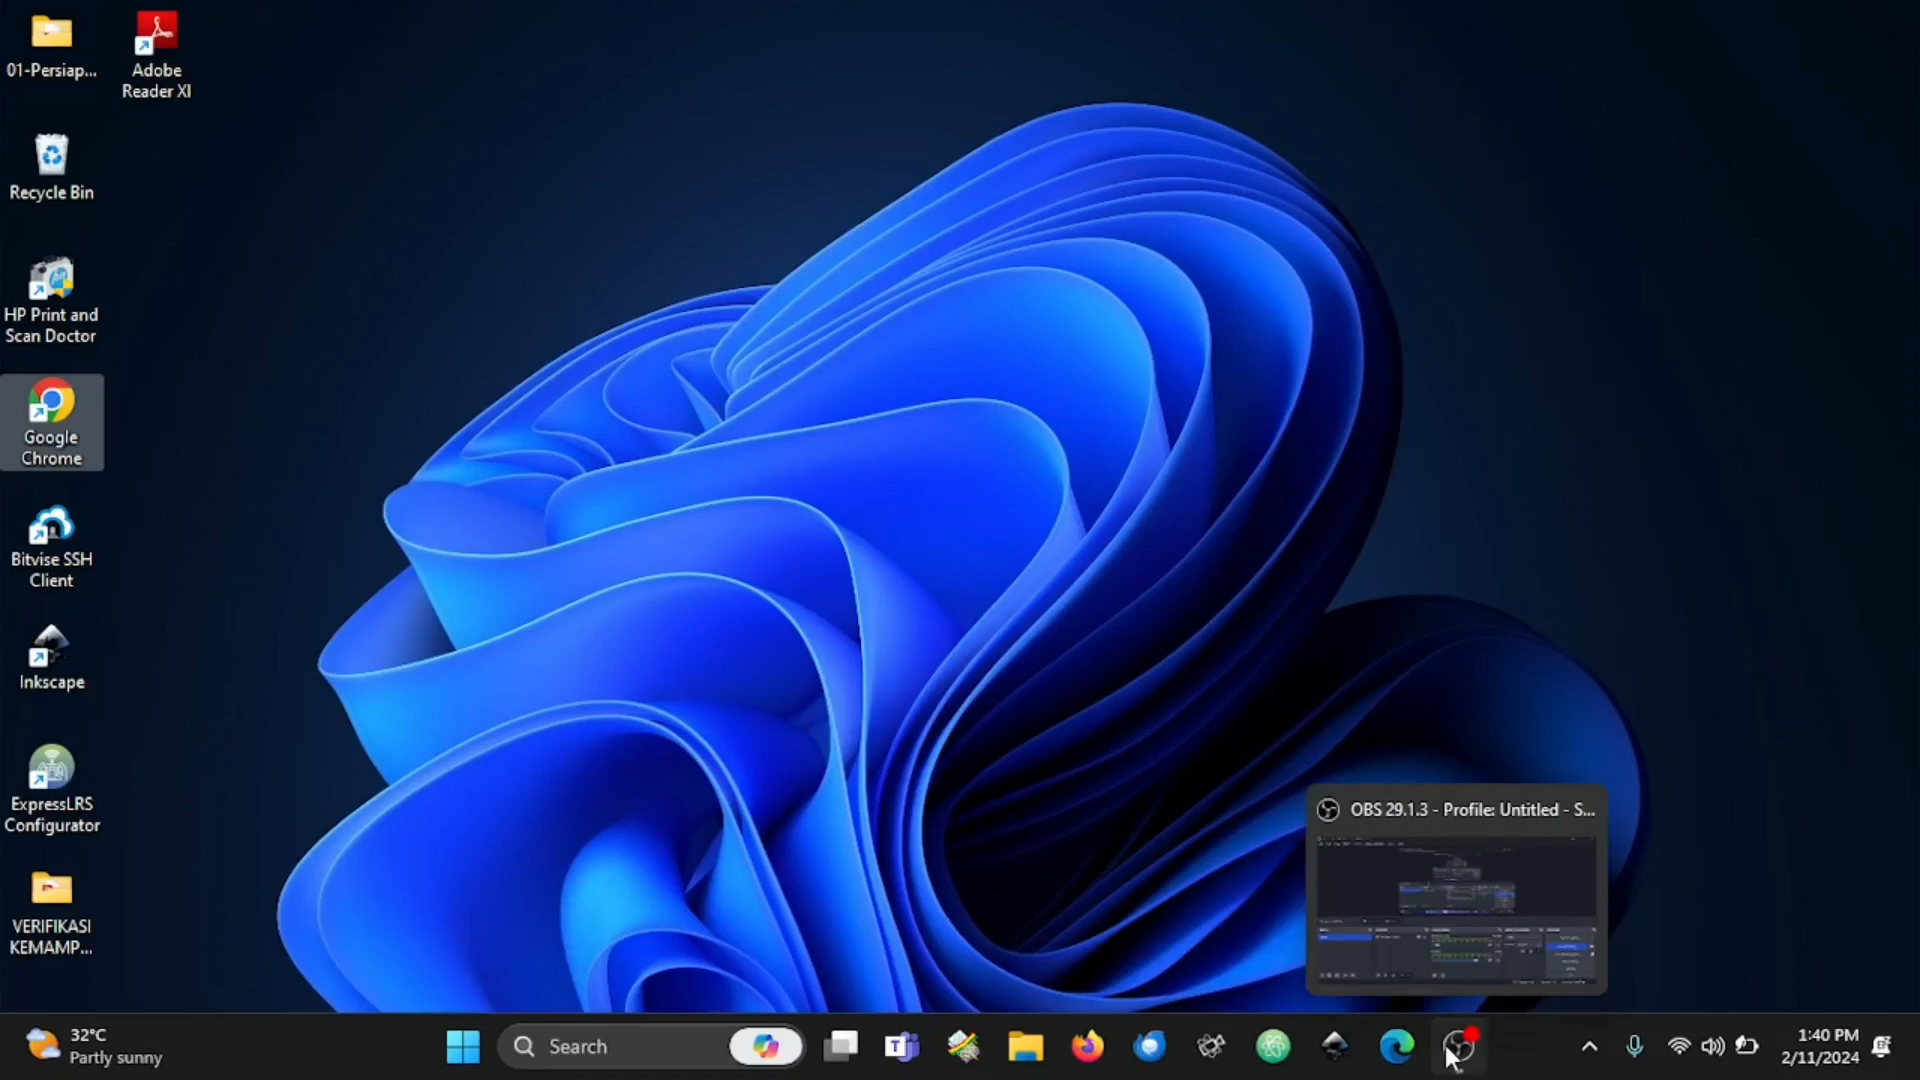 01-Persiap...
Adobe
Reader XI
Recycle Bin
HP Print and
Scan Doctor
Google
Chrome
Bitvise SSH
Client
Inkscape
ExpressLRS
Configurator
VERIFIKASI
KEMAMP...
OBS 29.1.3 - Profile: Untitled - S...
32°C
Partly sunny
Search
1:40 PM
2/11/2024